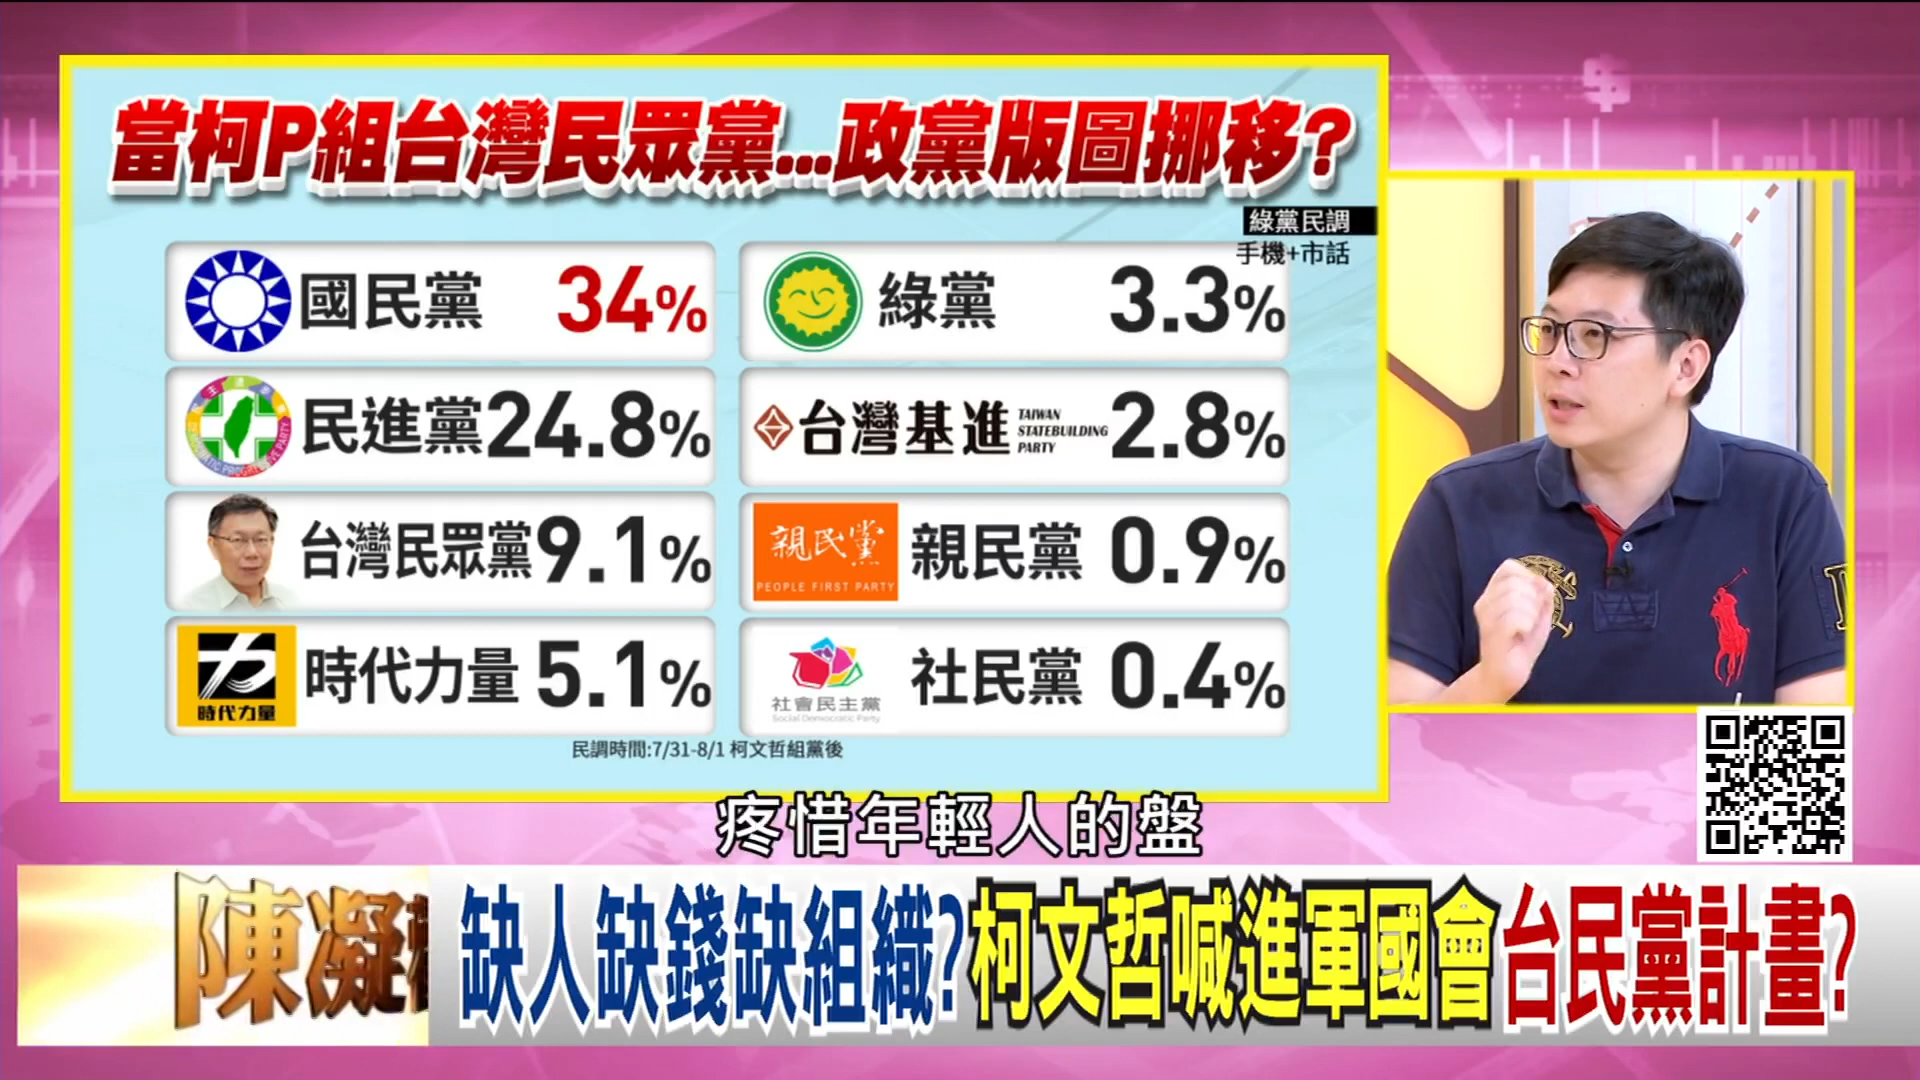 當柯P組台灣民眾黨...政黨版圖挪移?
綠黨民調
手機+市話
國民黨 34%
綠黨 3.3%
民進黨 24.8%
台灣基進 TAIWAN STATEBUILDING PARTY 2.8%
台灣民眾黨 9.1%
親民黨 PEOPLE FIRST PARTY 親民黨 0.9%
時代力量 時代力量 5.1%
社會民主黨 Social Democratic Party 社民黨 0.4%
民調時間:7/31-8/1 柯文哲組黨後
疼惜年輕人的盤
陳凝
缺人缺錢缺組織?柯文哲喊進軍國會台民黨計畫?